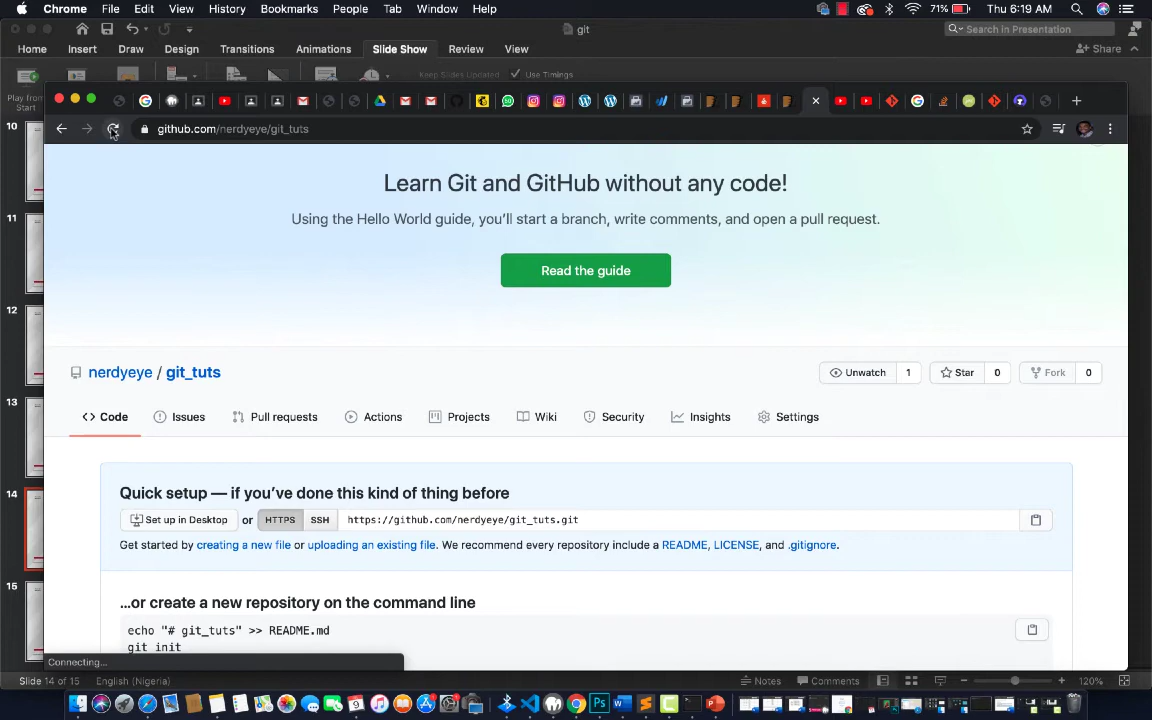 Chrome File Edit View History Bookmarks People Tab Window Help 71% Thu 6:19 AM
git
Home Insert Draw Design Transitions Animations Slide Show Review View Search in Presentation
Share
Play from Start Keep Slides Updated Use Timings
github.com/nerdyeye/git_tuts
10
11
12
13
14
15
Learn Git and GitHub without any code!
Using the Hello World guide, you’ll start a branch, write comments, and open a pull request.
Read the guide
nerdyeye / git_tuts Unwatch 1 Star 0 Fork 0
Code Issues Pull requests Actions Projects Wiki Security Insights Settings
Quick setup — if you’ve done this kind of thing before
Set up in Desktop or HTTPS SSH https://github.com/nerdyeye/git_tuts.git
Get started by creating a new file or uploading an existing file. We recommend every repository include a README, LICENSE, and .gitignore.
…or create a new repository on the command line
echo "# git_tuts" >> README.md
git init
Connecting...
Slide 14 of 15 English (Nigeria) Notes Comments 120%